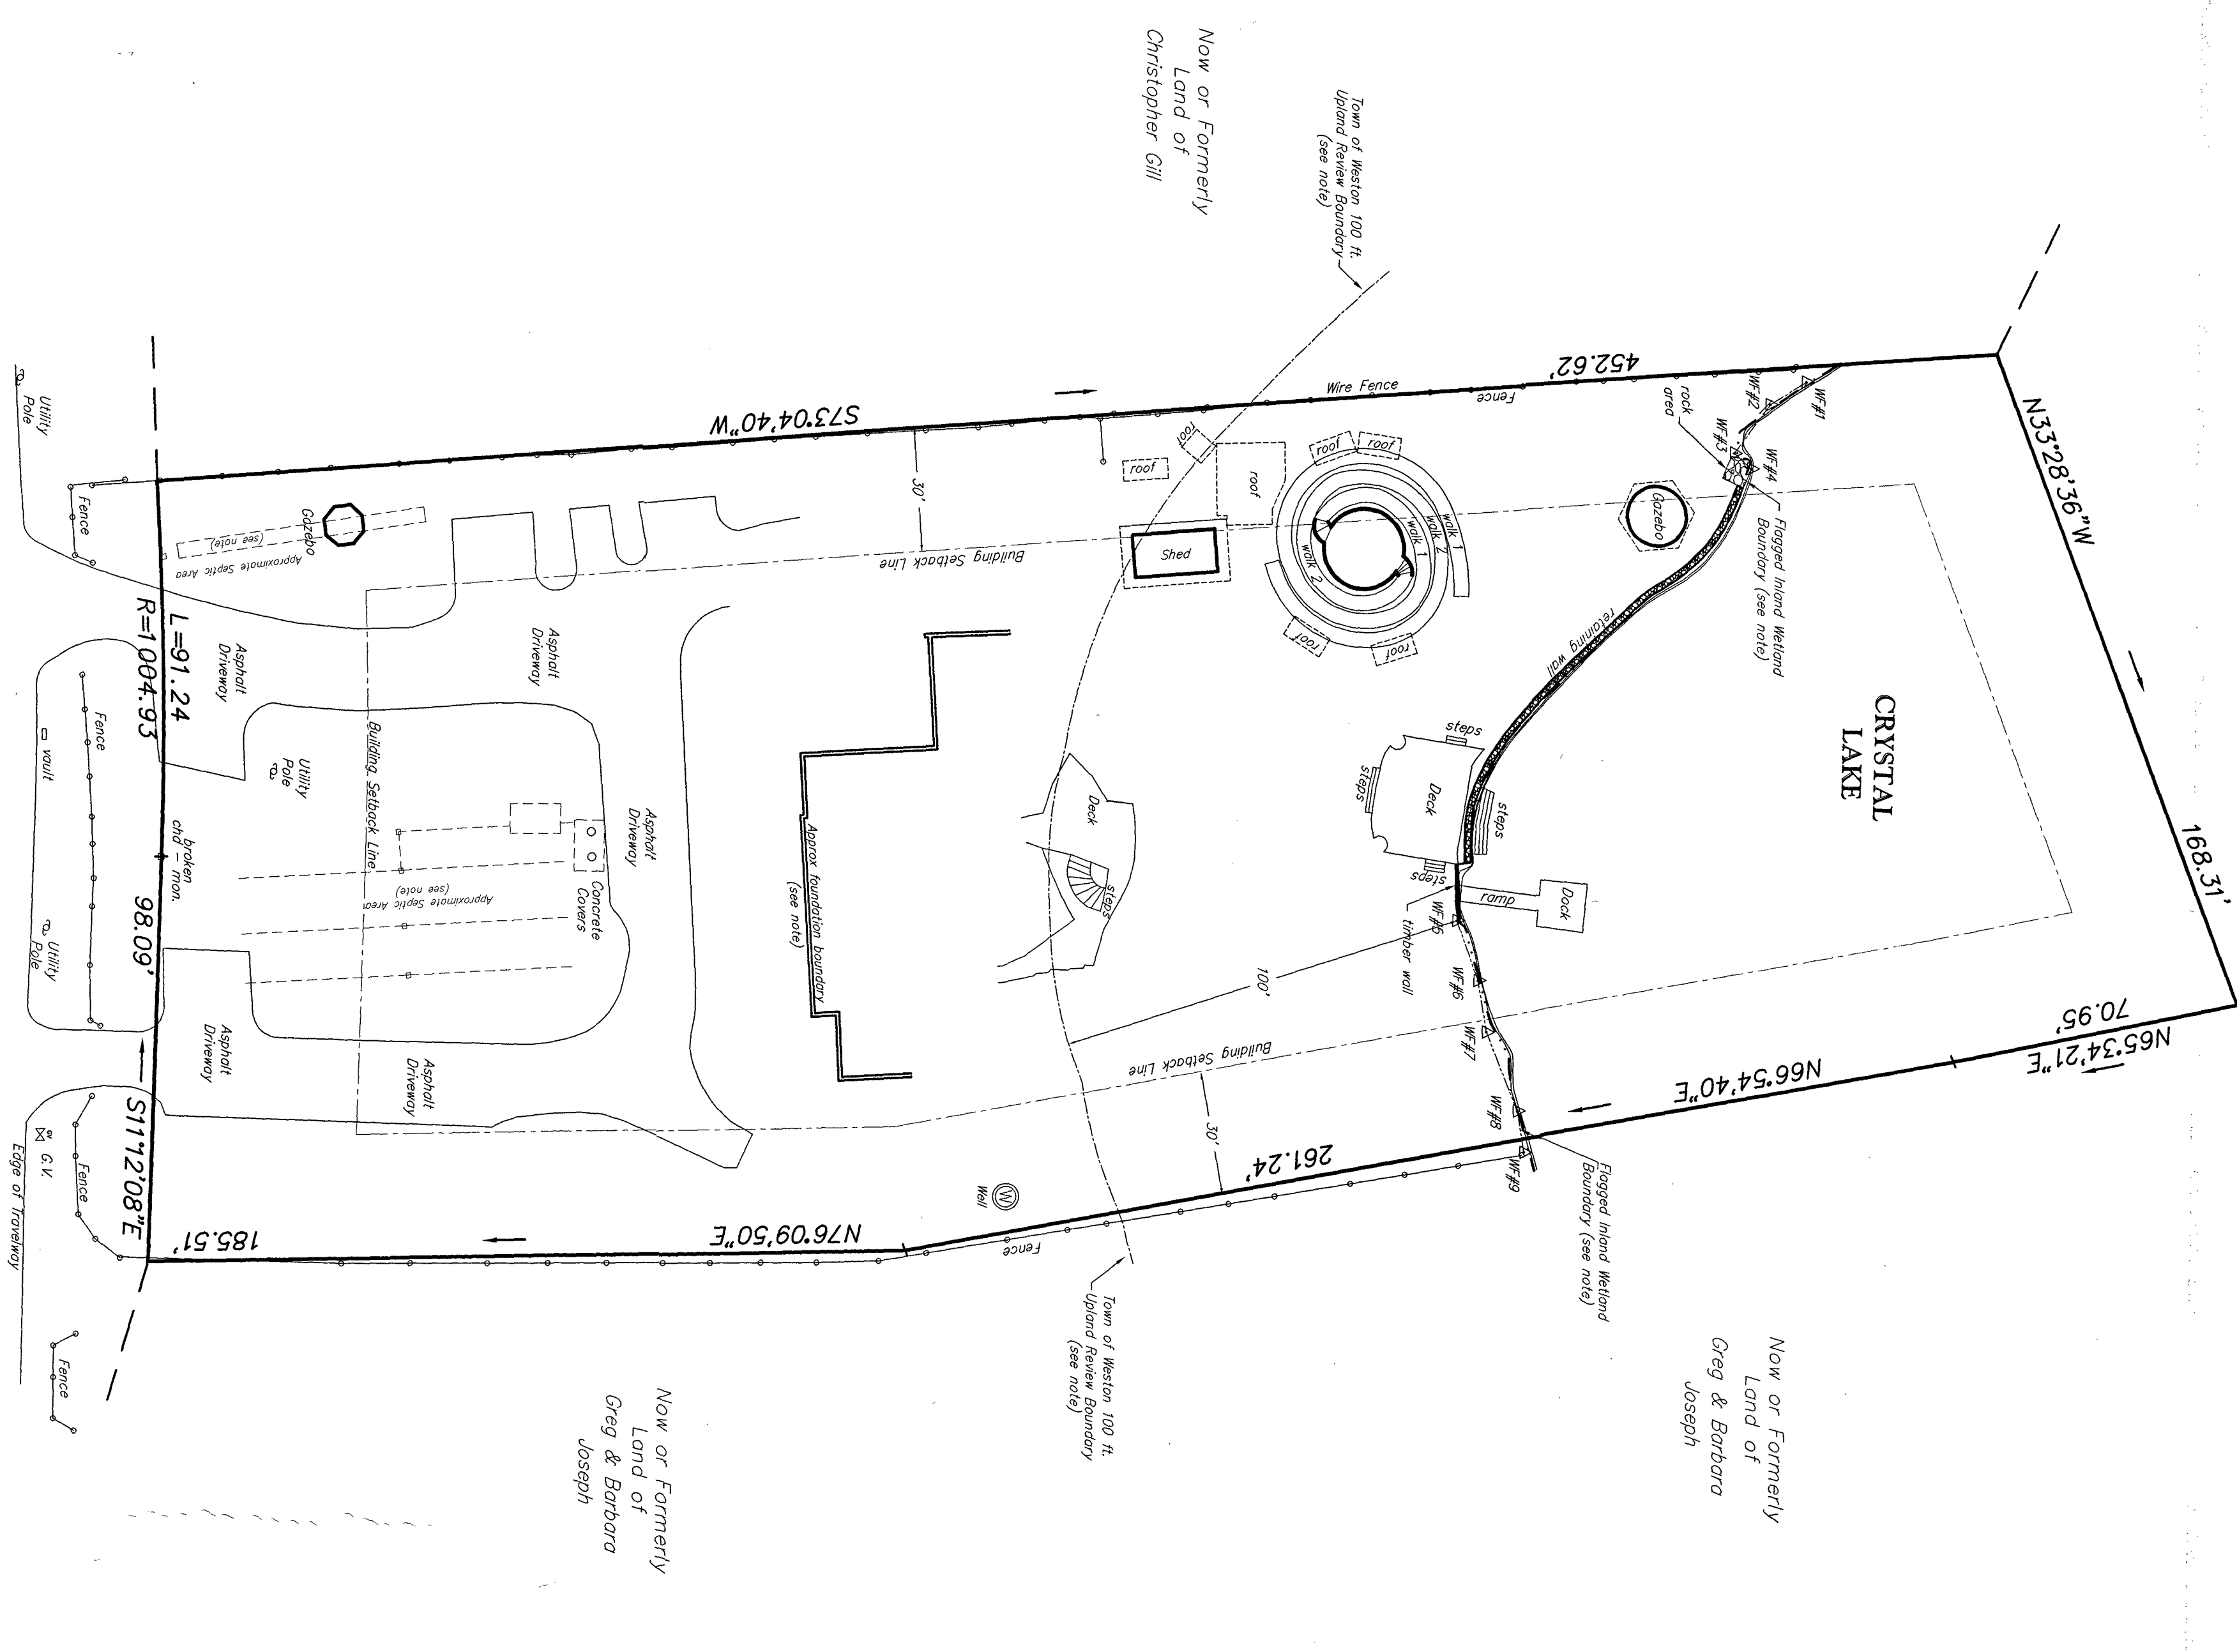 Now or Formerly
Land of
Christopher Gill
Town of Weston 100 ft.
Upland Review Boundary
(see note)
452.62'
Wire Fence
Fence
S73°04'40"W
N33°28'36"W
168.31'
WF#1
WF#2
WF#3
WF#4
rock
area
Flagged Inland Wetland
Boundary (see note)
Gazebo
retaining wall
CRYSTAL
LAKE
roof
roof
roof
roof
roof
roof
roof
walk 1
walk 2
walk 1
walk 1
walk 2
Shed
30'
Building Setback Line
Utility
Pole
Fence
Gazebo
Approximate Septic Area
(see note)
L=91.24
R=1004.93
Asphalt
Driveway
Asphalt
Driveway
Fence
vault
Utility
Pole
Building Setback Line
broken
chd - mon.
98.09'
Utility
Pole
Asphalt
Driveway
Concrete
Covers
Approximate Septic Area
(see note)
Approx foundation boundary
(see note)
Deck
steps
steps
steps
Deck
steps
steps
Dock
ramp
timber wall
WF#5
WF#6
WF#7
WF#8
WF#9
100'
Building Setback Line
30'
70.95'
N65°34'21"E
N66°54'40"E
261.24'
Flagged Inland Wetland
Boundary (see note)
Asphalt
Driveway
Asphalt
Driveway
S11°12'08"E
G.V.
GV
Fence
Edge of Travelway
185.51'
N76°09'50"E
Well
W
Fence
Fence
Town of Weston 100 ft.
Upland Review Boundary
(see note)
Now or Formerly
Land of
Greg & Barbara
Joseph
Now or Formerly
Land of
Greg & Barbara
Joseph